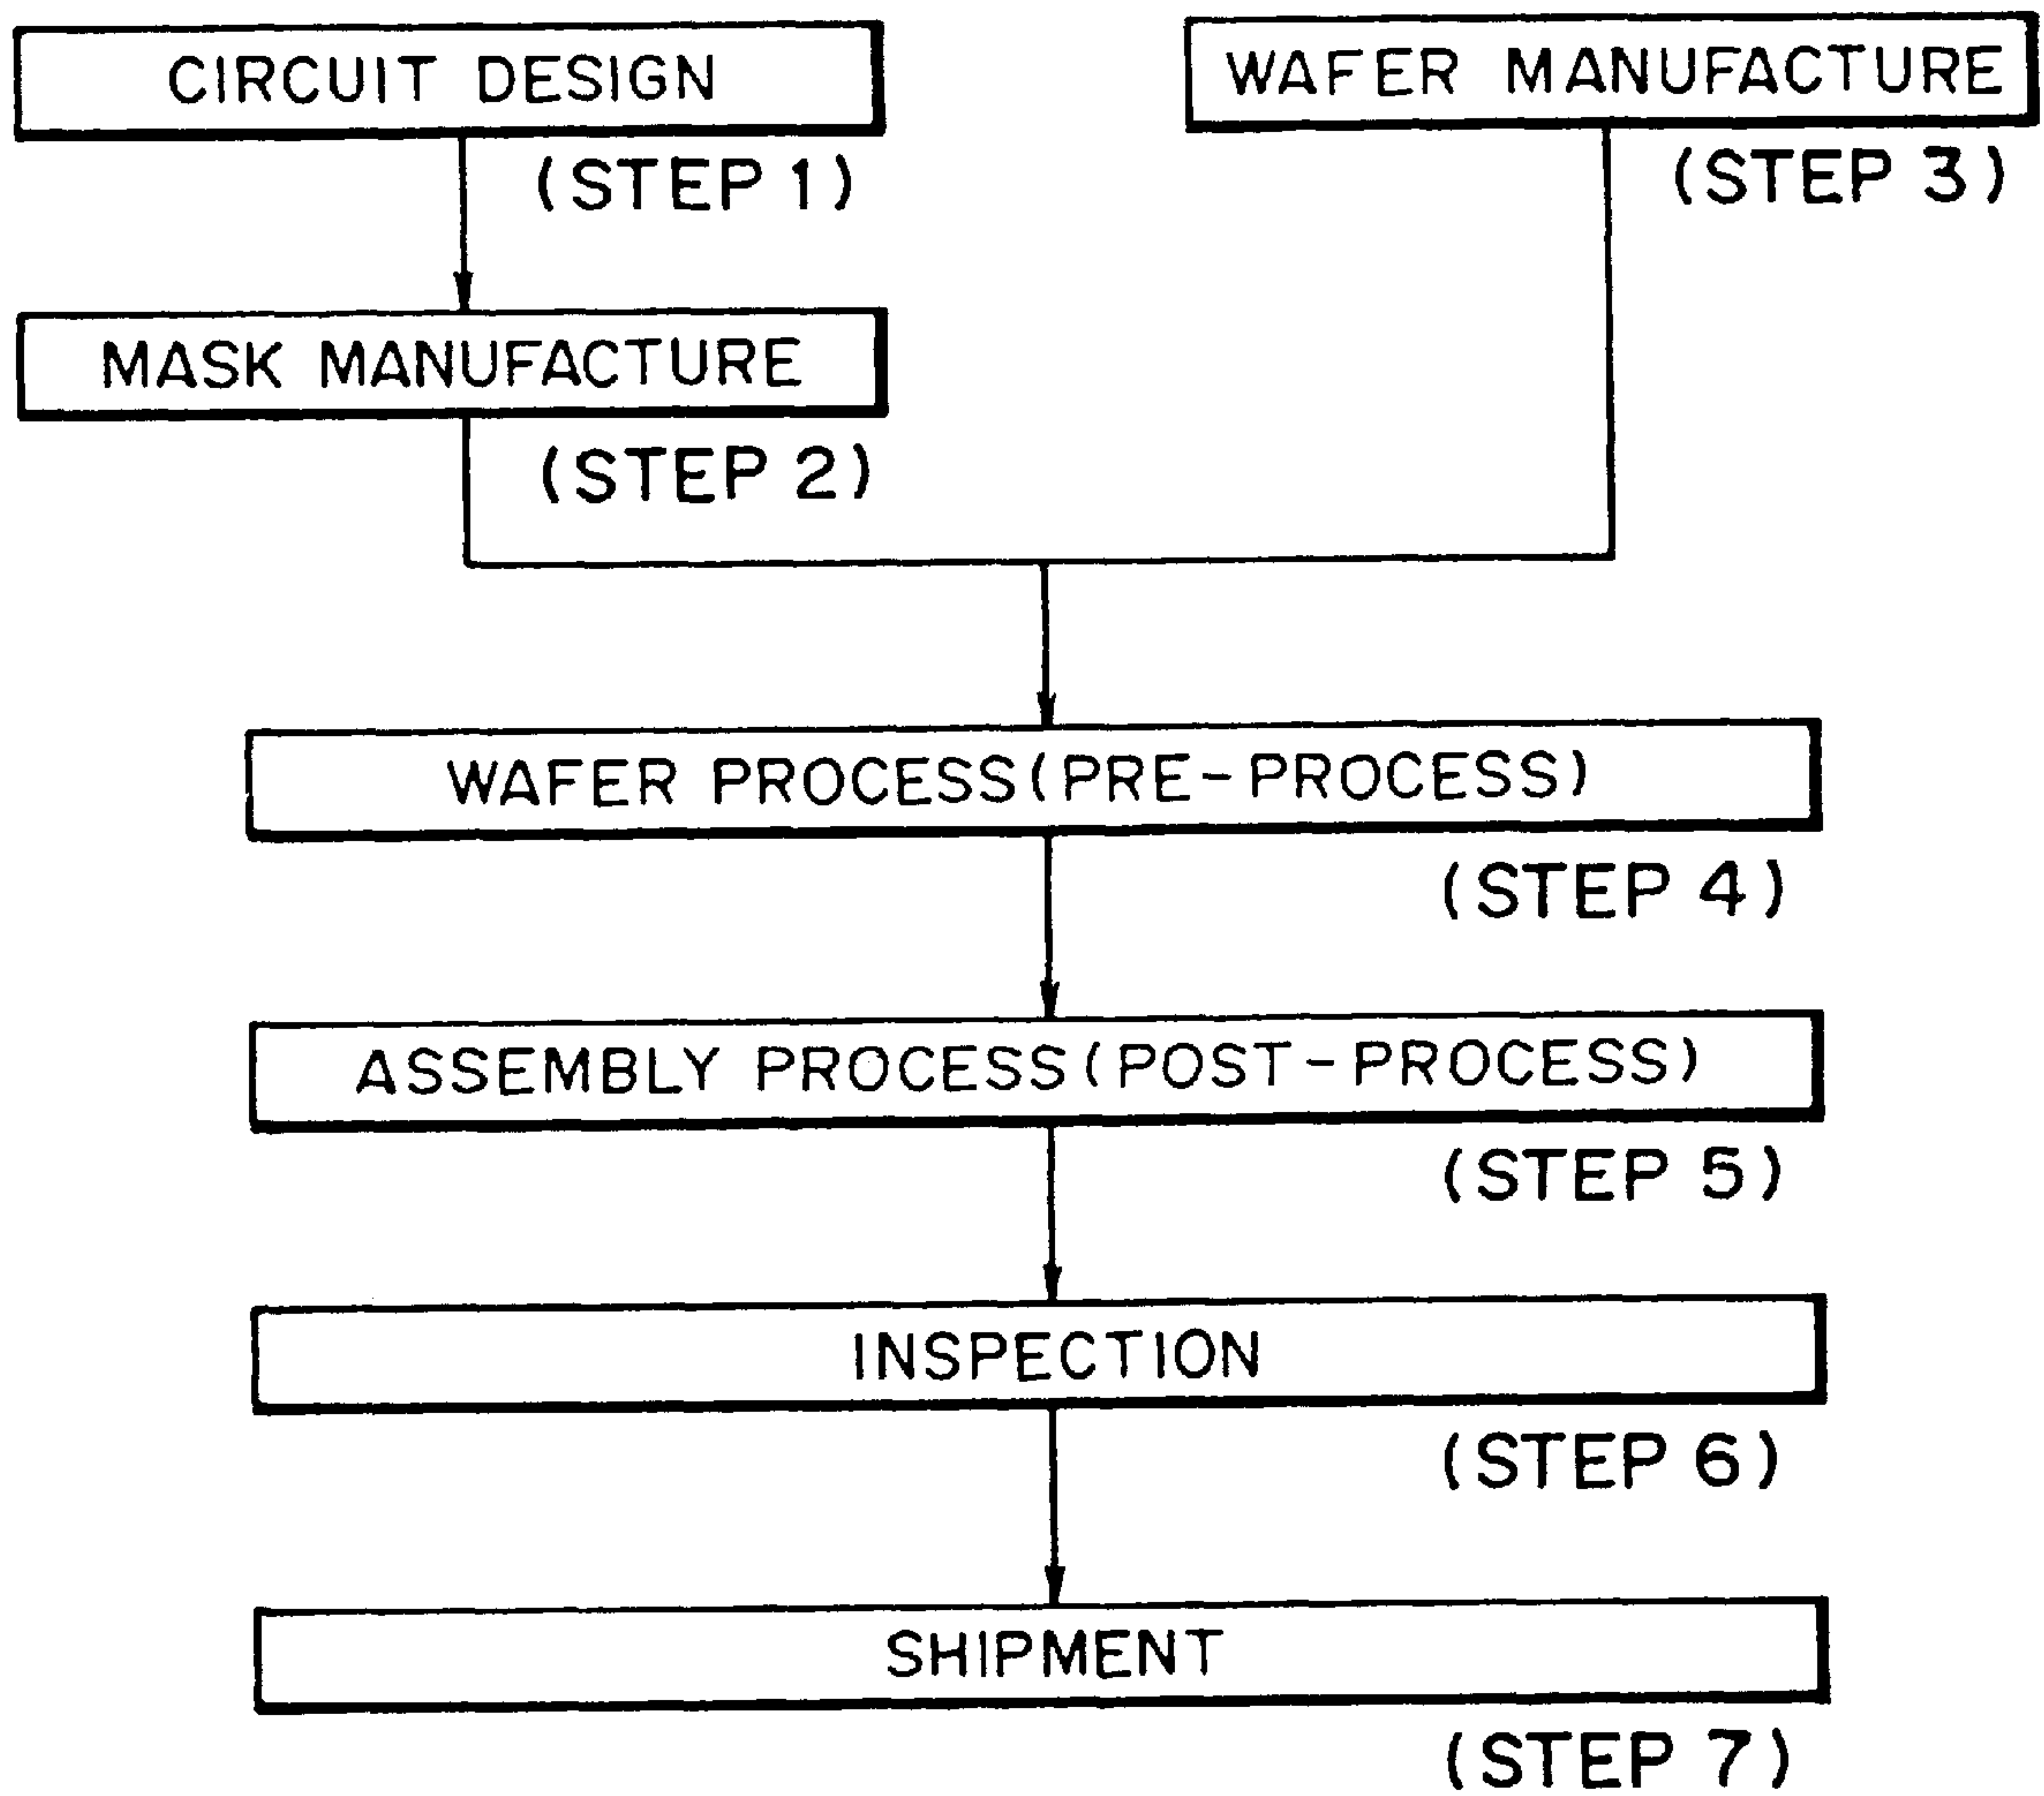 CIRCUIT DESIGN
(STEP 1)
WAFER MANUFACTURE
(STEP 3)
MASK MANUFACTURE
(STEP 2)
WAFER PROCESS (PRE-PROCESS)
(STEP 4)
ASSEMBLY PROCESS (POST-PROCESS)
(STEP 5)
INSPECTION
(STEP 6)
SHIPMENT
(STEP 7)